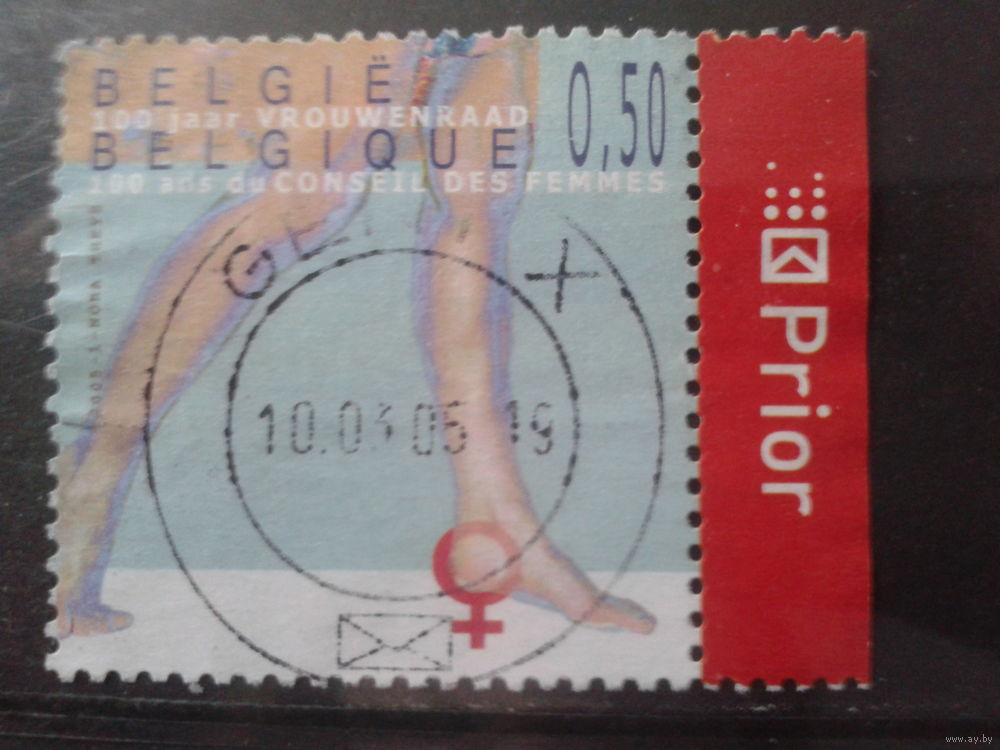 BELGIË
100 jaar VROUWENRAAD
BELGIQUE
100 ans du CONSEIL DES FEMMES
0,50
Prior
10.03 05 19
www.ay.by